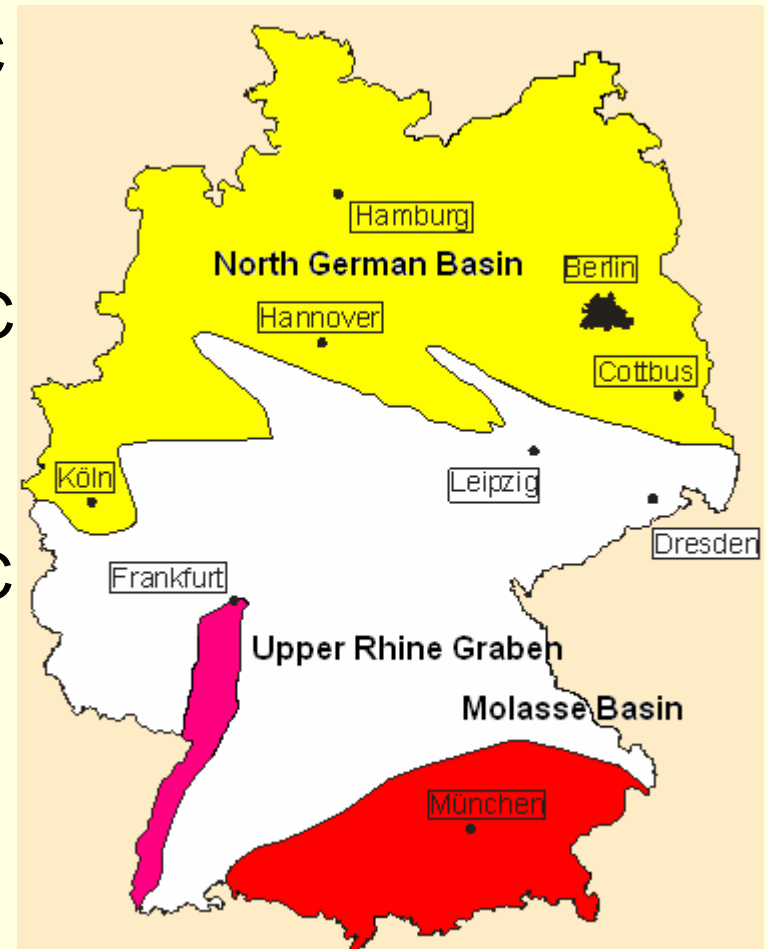 C
Hamburg
North German Basin
Berlin
C
Hannover
Cottbus
Köln
Leipzig
Dresden
C
Frankfurt
Upper Rhine Graben
Molasse Basin
München